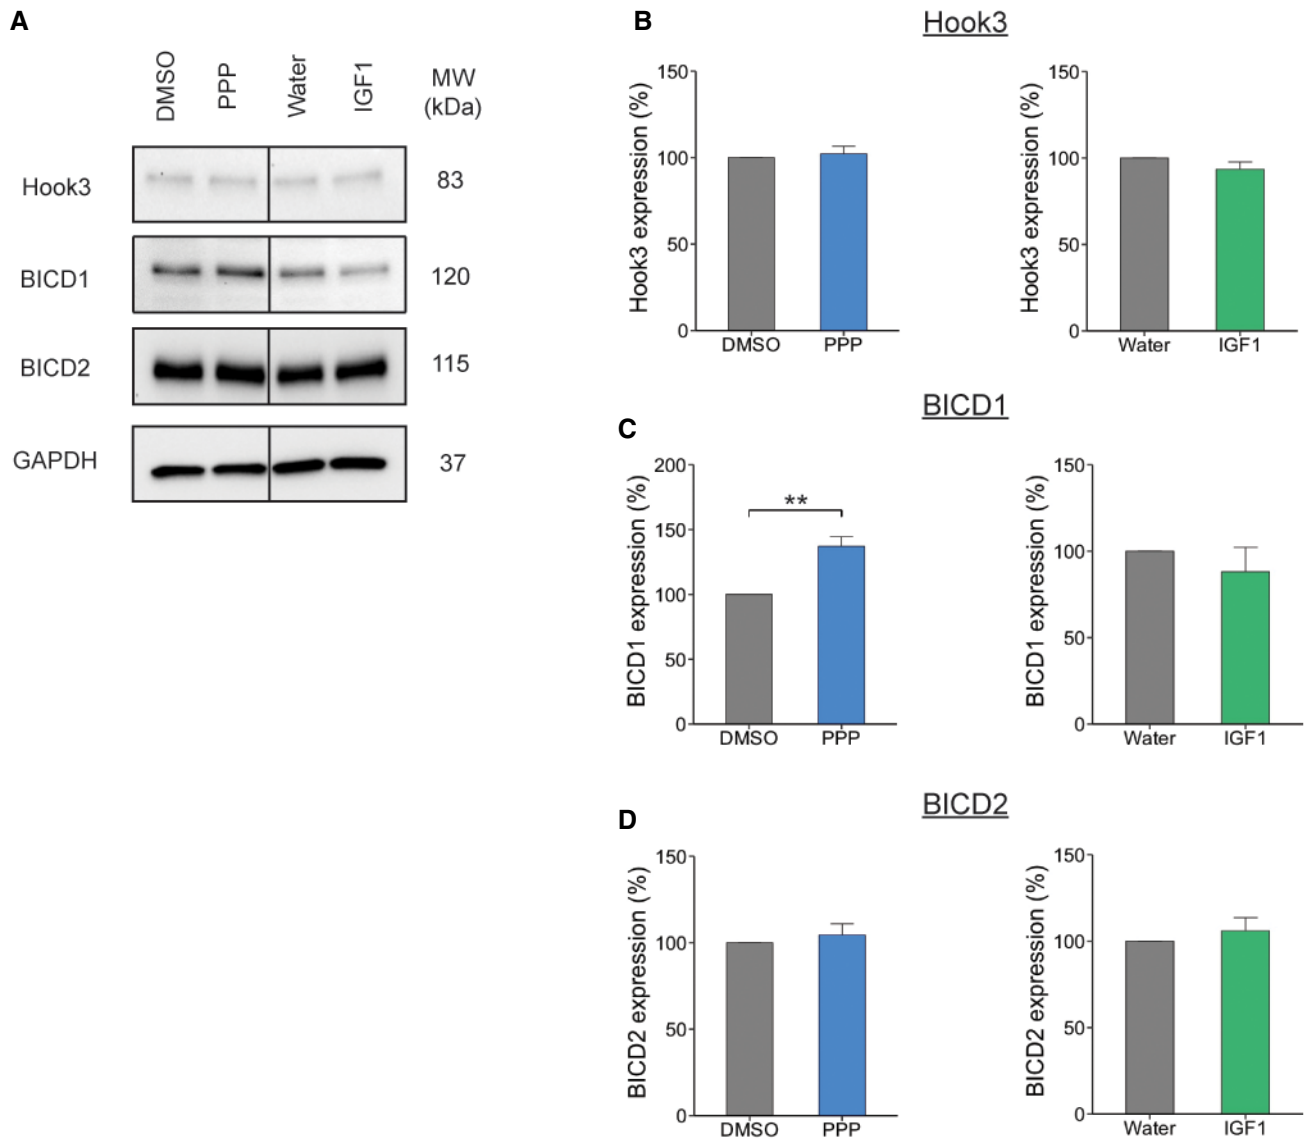 A
DMSO
PPP
Water
IGF1
MW
(kDa)
Hook3
83
BICD1
120
BICD2
115
GAPDH
37
B
Hook3
Hook3 expression (%)
150
100
50
0
DMSO
PPP
Hook3 expression (%)
150
100
50
0
Water
IGF1
C
BICD1
BICD1 expression (%)
200
150
100
50
0
**
DMSO
PPP
BICD1 expression (%)
150
100
50
0
Water
IGF1
D
BICD2
BICD2 expression (%)
150
100
50
0
DMSO
PPP
BICD2 expression (%)
150
100
50
0
Water
IGF1